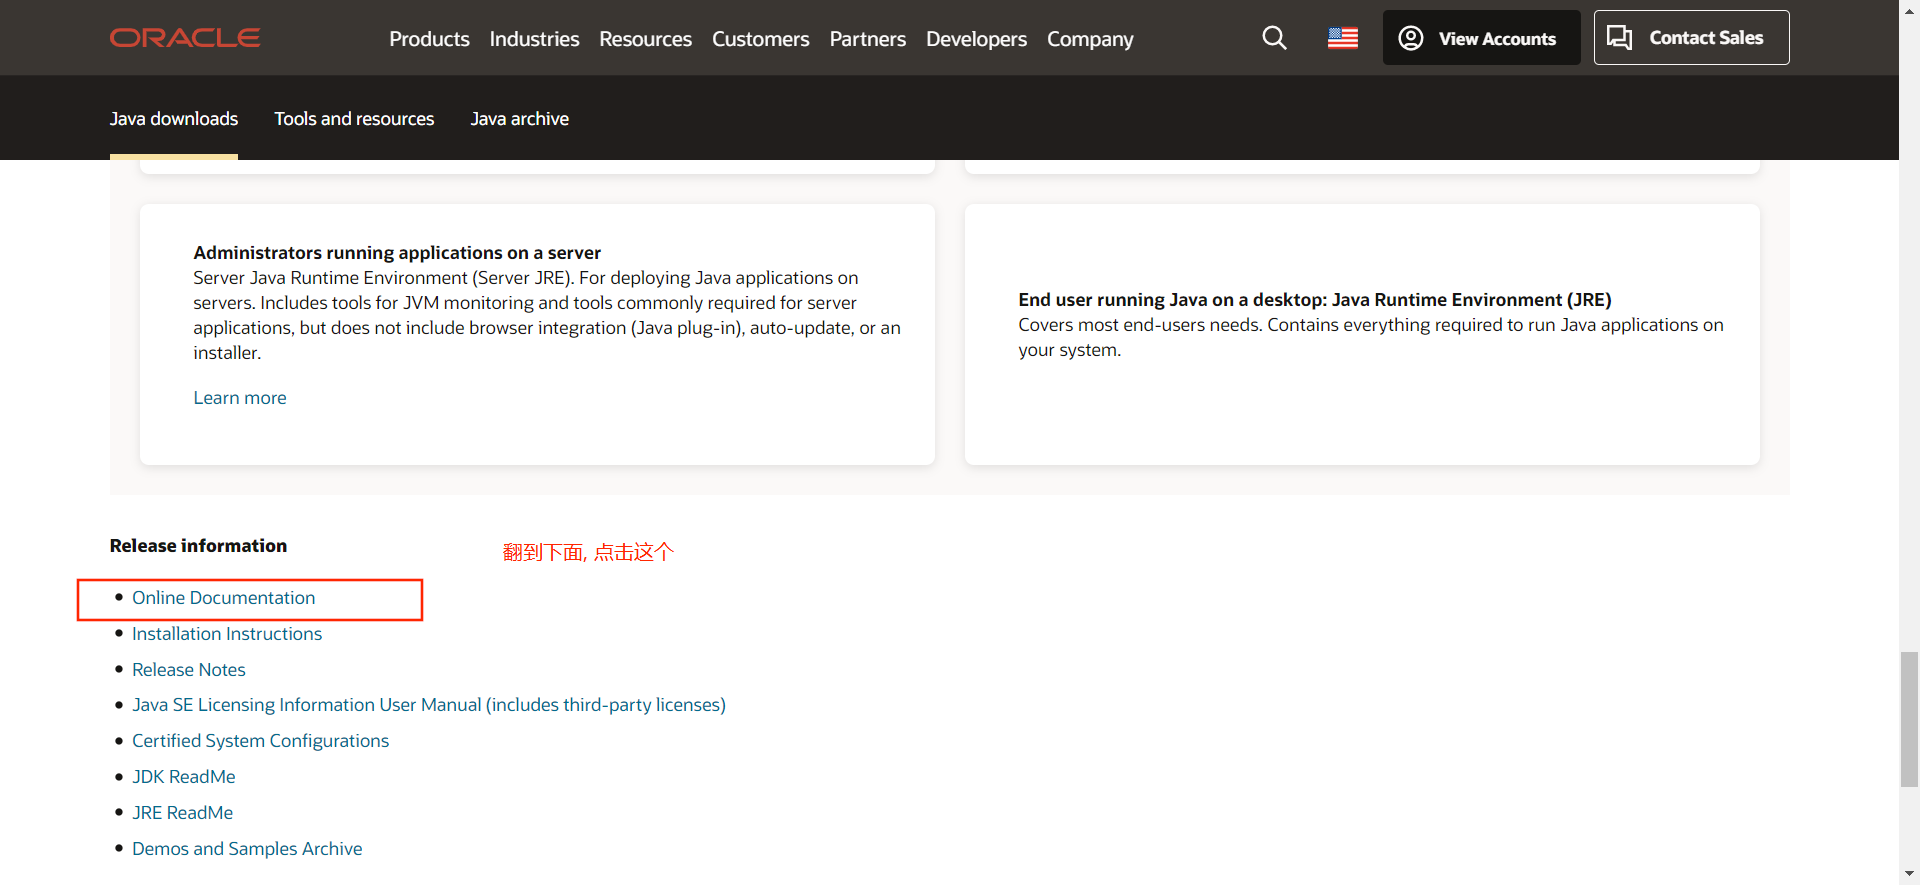 ORACLE
Products Industries Resources Customers Partners Developers Company
View Accounts
Contact Sales
Java downloads Tools and resources Java archive
Administrators running applications on a server
Server Java Runtime Environment (Server JRE). For deploying Java applications on
servers. Includes tools for JVM monitoring and tools commonly required for server
applications, but does not include browser integration (Java plug-in), auto-update, or an
installer.
Learn more
End user running Java on a desktop: Java Runtime Environment (JRE)
Covers most end-users needs. Contains everything required to run Java applications on
your system.
Release information
翻到下面, 点击这个
Online Documentation
Installation Instructions
Release Notes
Java SE Licensing Information User Manual (includes third-party licenses)
Certified System Configurations
JDK ReadMe
JRE ReadMe
Demos and Samples Archive